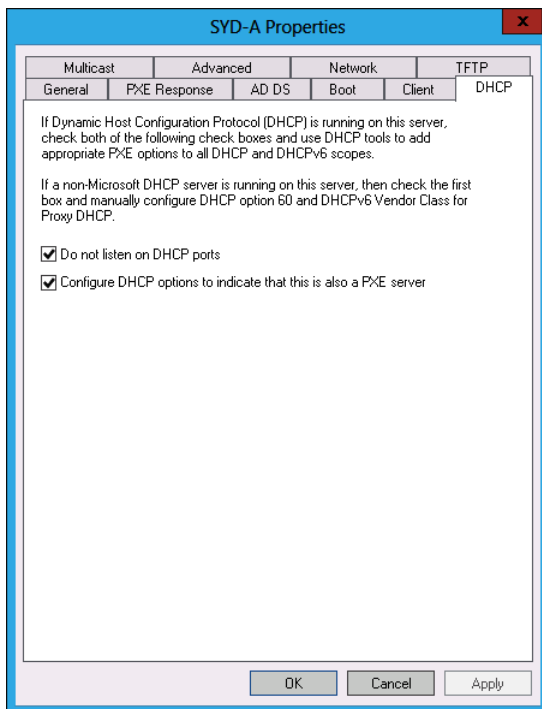 SYD-A Properties
x
Multicast Advanced Network TFTP
General PXE Response AD DS Boot Client DHCP
If Dynamic Host Configuration Protocol (DHCP) is running on this server,
check both of the following check boxes and use DHCP tools to add
appropriate PXE options to all DHCP and DHCPv6 scopes.
If a non-Microsoft DHCP server is running on this server, then check the first
box and manually configure DHCP option 60 and DHCPv6 Vendor Class for
Proxy DHCP.
Do not listen on DHCP ports
Configure DHCP options to indicate that this is also a PXE server
OK Cancel Apply